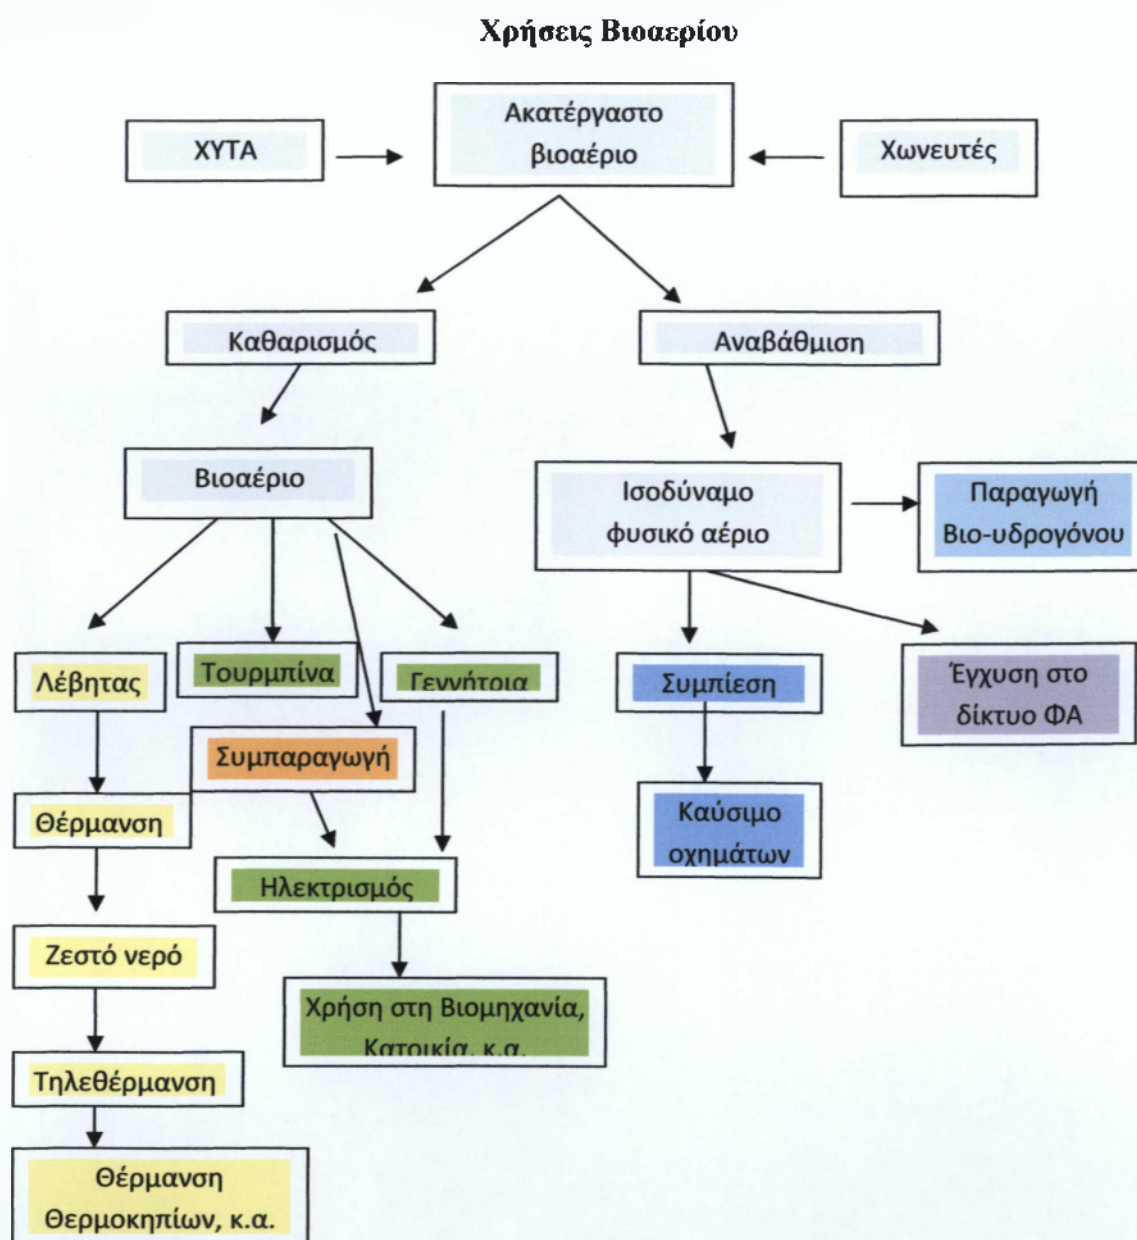 Χρήσεις Βιοαερίου
Ακατέργαστο
βιοαέριο
ΧΥΤΑ
Χωνευτές
Καθαρισμός
Αναβάθμιση
Βιοαέριο
Ισοδύναμο
φυσικό αέριο
Παραγωγή
Βιο-υδρογόνου
Λέβητας
Τουρμπίνα
Γεννήτρια
Συμπίεση
Έγχυση στο
δίκτυο ΦΑ
Συμπαραγωγή
Θέρμανση
Καύσιμο
οχημάτων
Ηλεκτρισμός
Ζεστό νερό
Χρήση στη Βιομηχανία,
Κατοικία, κ.α.
Τηλεθέρμανση
Θέρμανση
Θερμοκηπίων, κ.α.